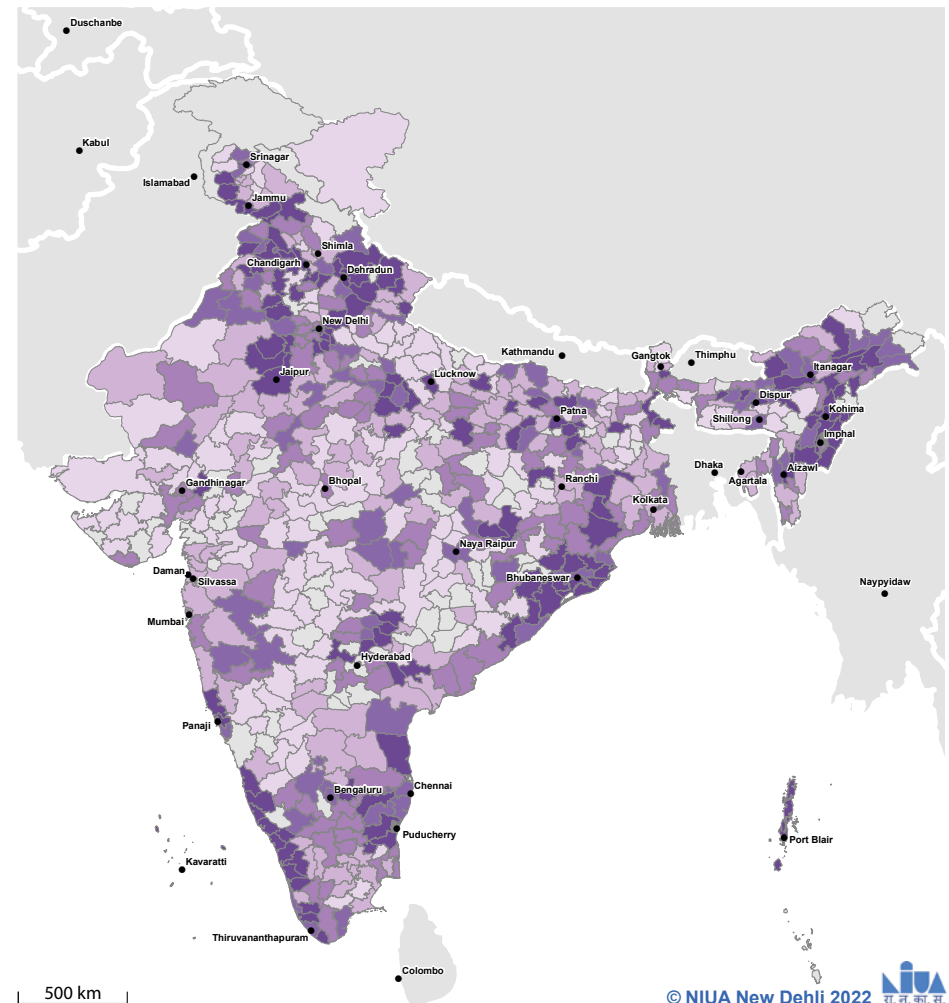 Duschanbe
Kabul
Srinagar
Islamabad
Jammu
Shimla
Chandigarh
Dehradun
New Delhi
Kathmandu
Gangtok
Thimphu
Itanagar
Jaipur
Lucknow
Dispur
Patna
Kohima
Shillong
Imphal
Dhaka
Aizawl
Gandhinagar
Bhopal
Ranchi
Agartala
Kolkata
Naya Raipur
Daman
Silvassa
Bhubaneswar
Naypyidaw
Mumbai
Hyderabad
Panaji
Bengaluru
Chennai
Puducherry
Port Blair
Kavaratti
Thiruvananthapuram
Colombo
500 km
© NIUA New Dehli 2022
NIUA
रा.न.का.सं.